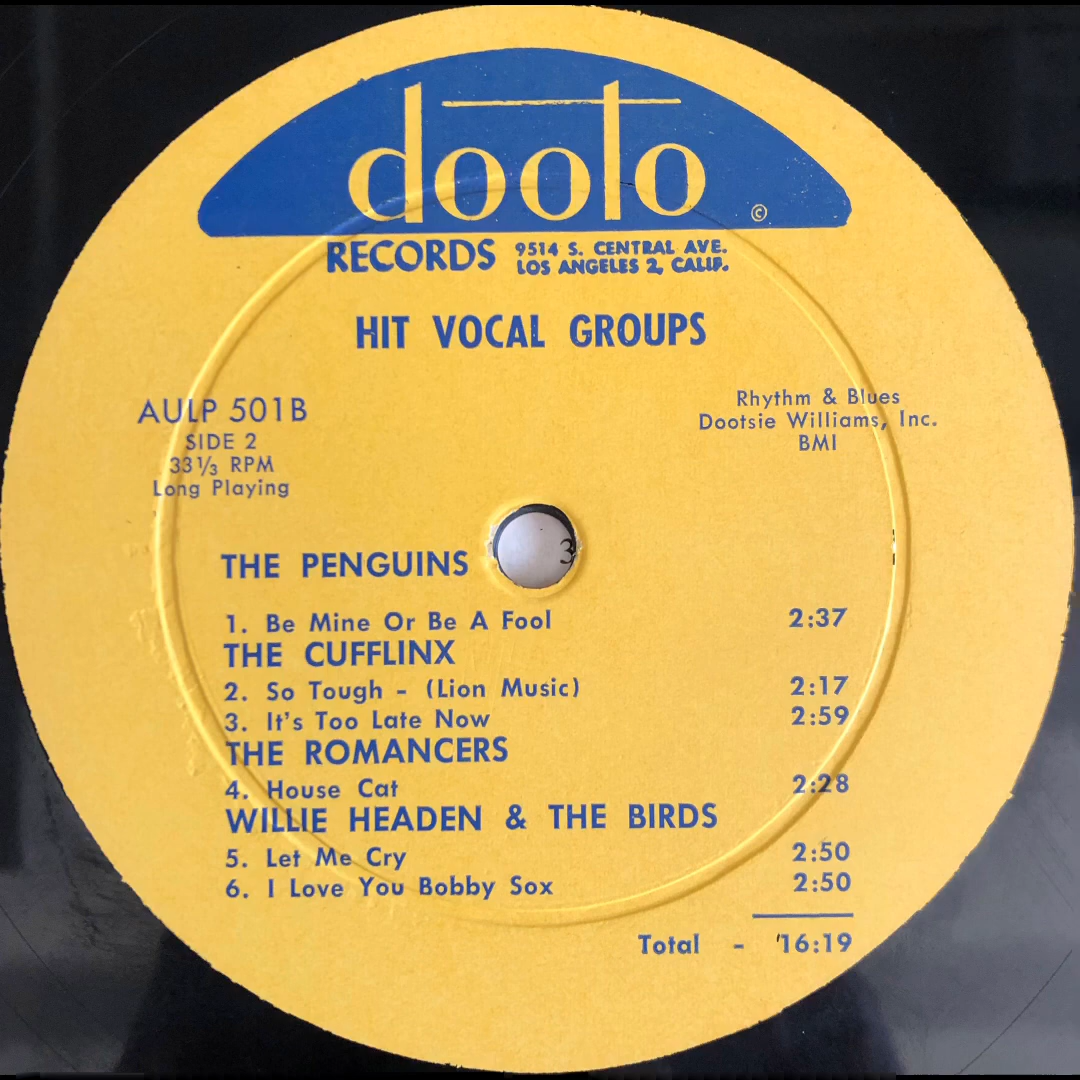 dooto
©
RECORDS 9514 S. CENTRAL AVE.
LOS ANGELES 2, CALIF.
HIT VOCAL GROUPS
AULP 501B
SIDE 2
33⅓ RPM
Long Playing
Rhythm & Blues
Dootsie Williams, Inc.
BMI
THE PENGUINS
1. Be Mine Or Be A Fool 2:37
THE CUFFLINX
2. So Tough - (Lion Music) 2:17
3. It's Too Late Now 2:59
THE ROMANCERS
4. House Cat 2:28
WILLIE HEADEN & THE BIRDS
5. Let Me Cry 2:50
6. I Love You Bobby Sox 2:50
Total - '16:19
3